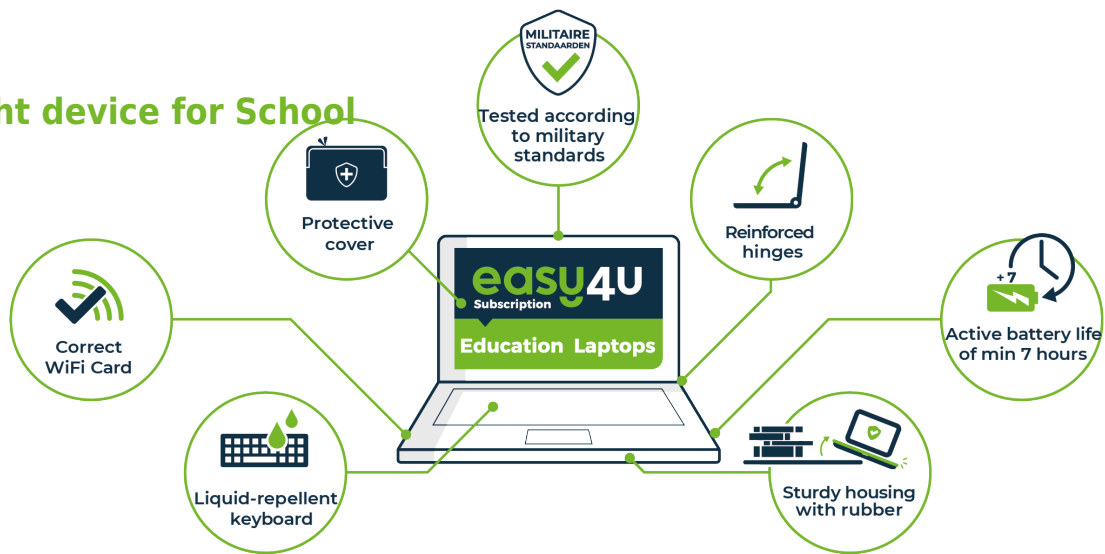 ht device for School
MILITAIRE
STANDAARDEN
Tested according
to military
standards
Protective
cover
Reinforced
hinges
easy4u
Subscription
Education Laptops
+7
Active battery life
of min 7 hours
Correct
WiFi Card
Liquid-repellent
keyboard
Sturdy housing
with rubber